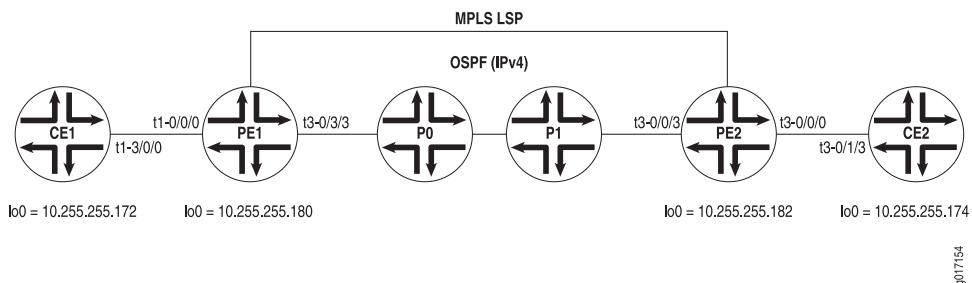 MPLS LSP
OSPF (IPv4)
CE1
t1-3/0/0
t1-0/0/0
PE1
t3-0/3/3
P0
P1
t3-0/0/3
PE2
t3-0/0/0
t3-0/1/3
CE2
lo0 = 10.255.255.172
lo0 = 10.255.255.180
lo0 = 10.255.255.182
lo0 = 10.255.255.174
g017154